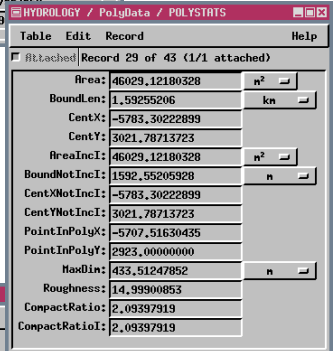 HYDROLOGY / PolyData / POLYSTATS
Table Edit Record Help
Attached Record 29 of 43 (1/1 attached)
Area: 46029.12180328 m²
BoundLen: 1.59255206 km
CentX: -5783.30222899
CentY: 3021.78713723
AreaIncI: 46029.12180328 m²
BoundNotIncI: 1592.55205928 m
CentXNotIncI: -5783.30222899
CentYNotIncI: 3021.78713723
PointInPolyX: -5707.51630435
PointInPolyY: 2923.00000000
MaxDim: 433.51247852 m
Roughness: 14.99900853
CompactRatio: 2.09397919
CompactRatioI: 2.09397919